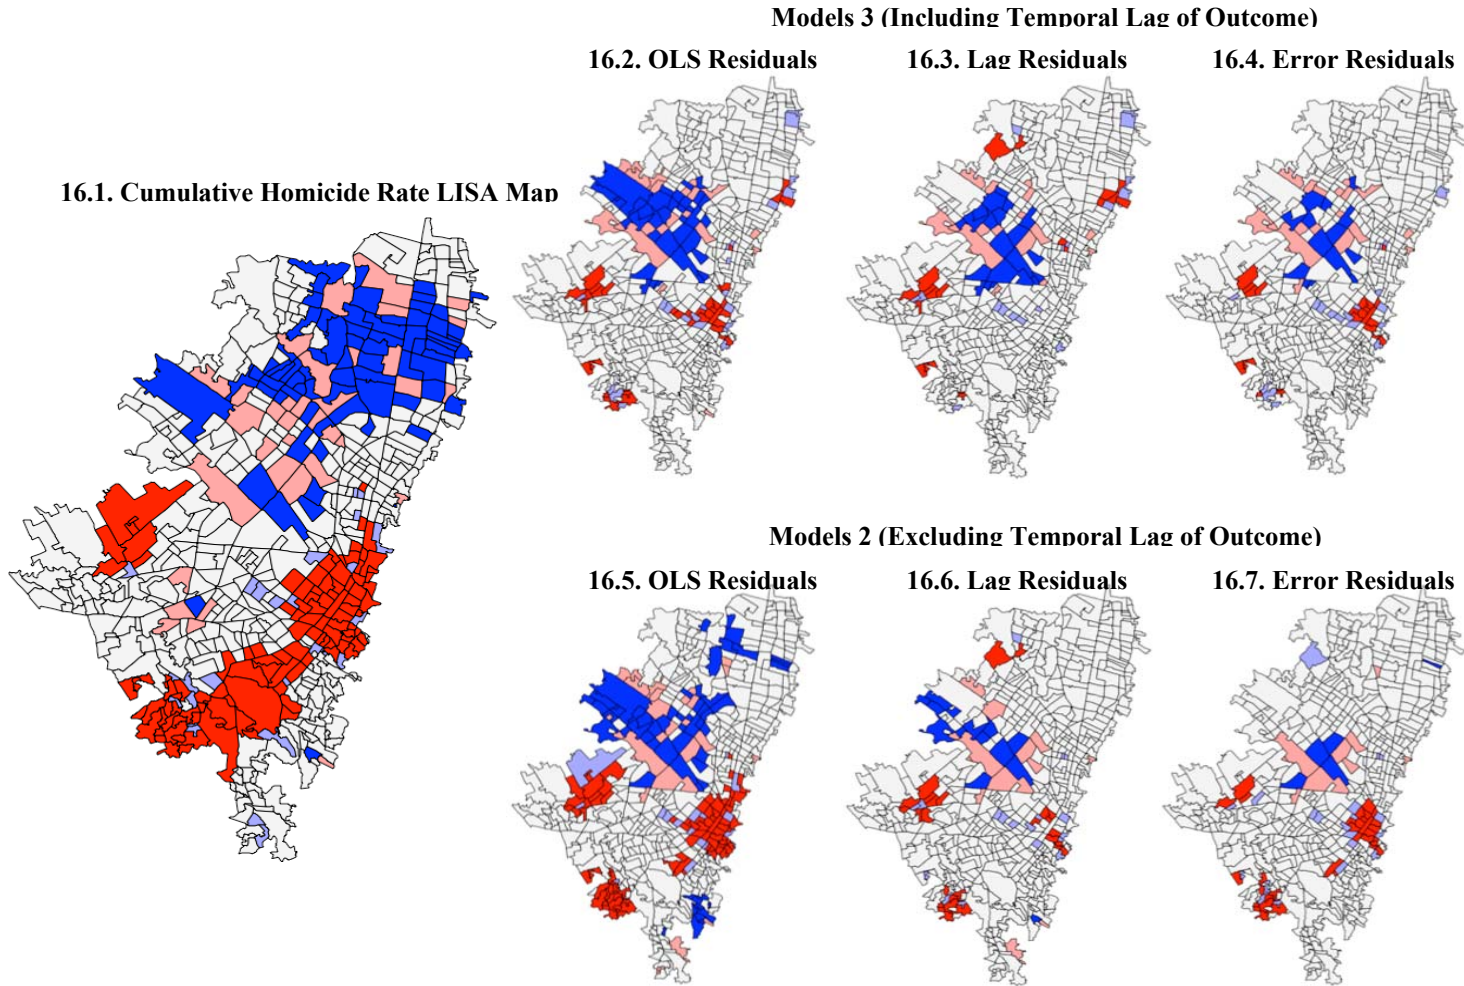 Models 3 (Including Temporal Lag of Outcome)
16.2. OLS Residuals
16.3. Lag Residuals
16.4. Error Residuals
16.1. Cumulative Homicide Rate LISA Map
Models 2 (Excluding Temporal Lag of Outcome)
16.5. OLS Residuals
16.6. Lag Residuals
16.7. Error Residuals